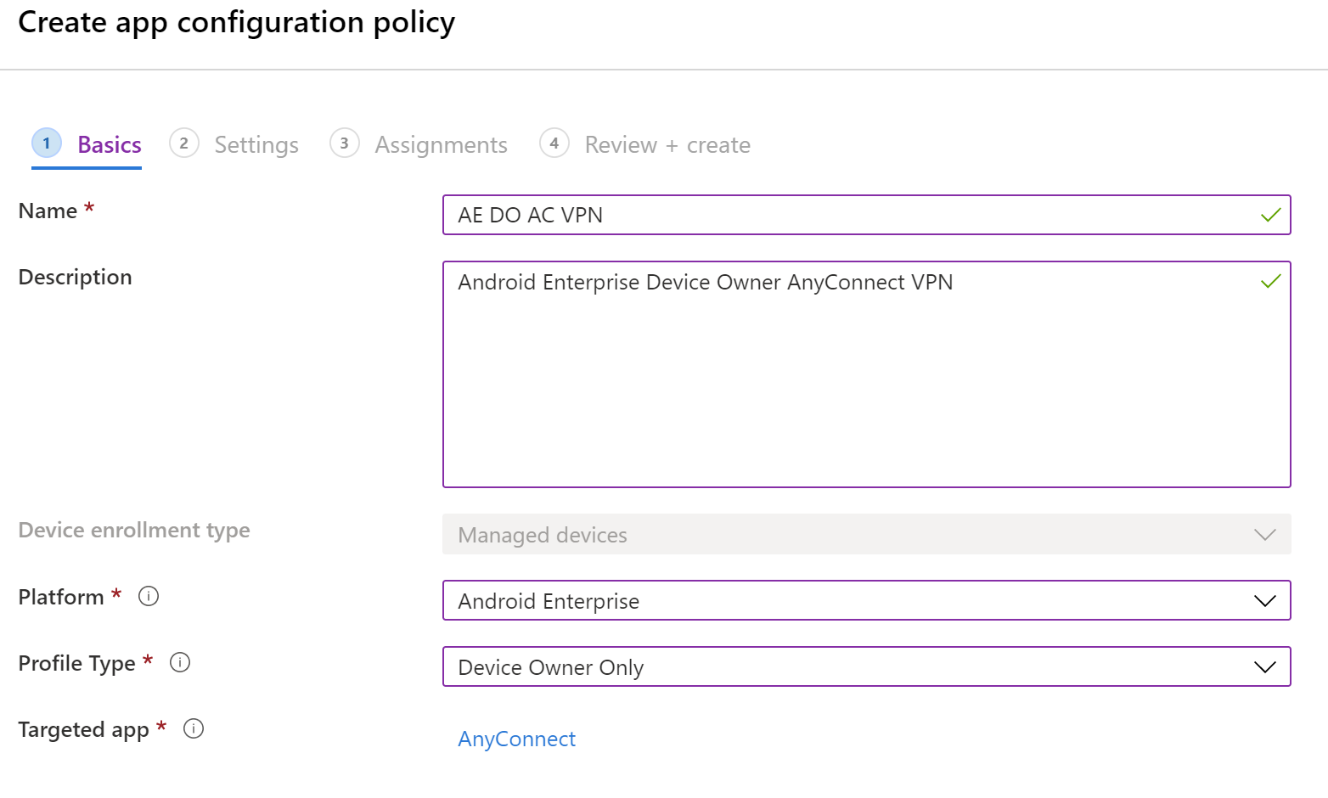 Create app configuration policy
1 Basics 2 Settings 3 Assignments 4 Review + create
Name * AE DO AC VPN
Description Android Enterprise Device Owner AnyConnect VPN
Device enrollment type Managed devices
Platform * Android Enterprise
Profile Type * Device Owner Only
Targeted app * AnyConnect